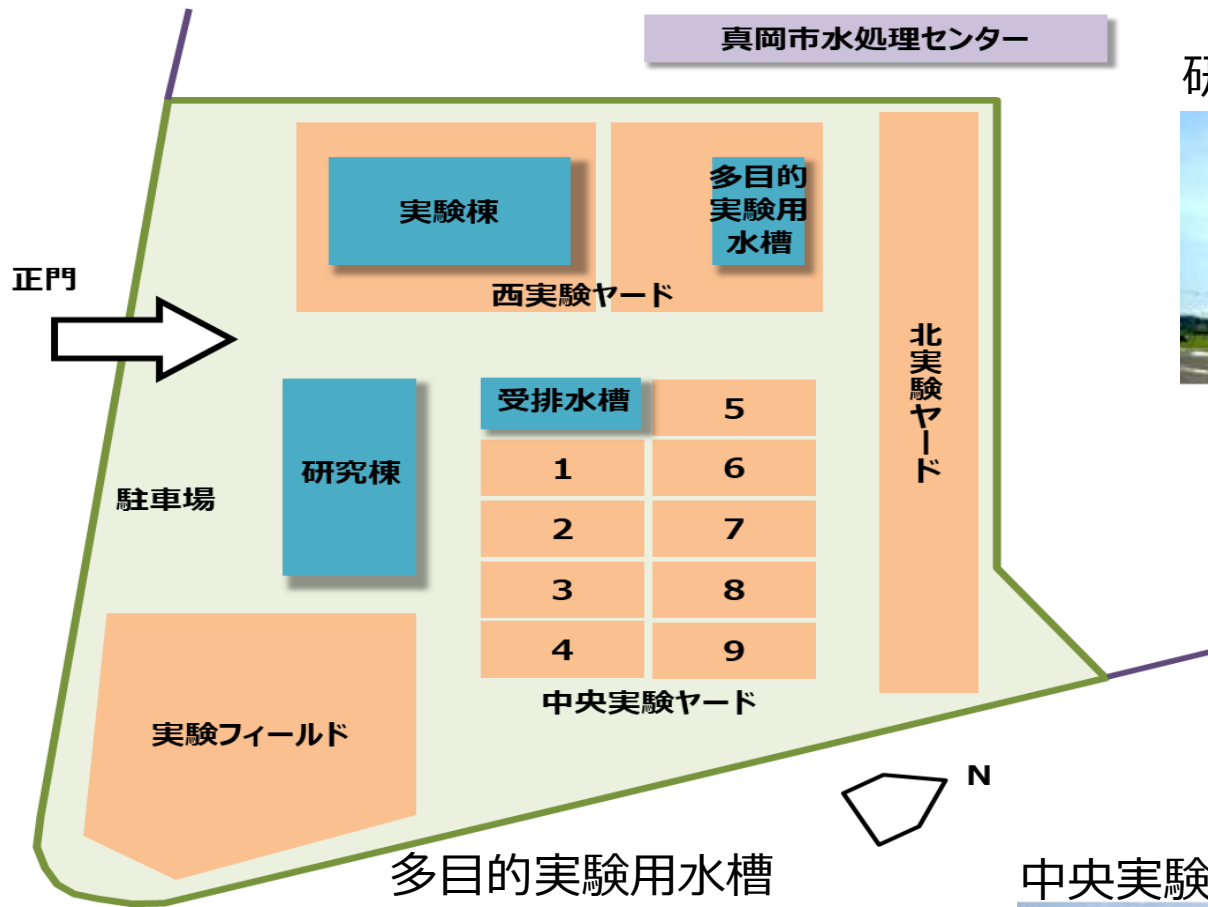 真岡市水処理センター
研
実験棟
多目的
実験用
水槽
正門
西実験ヤード
北実験ヤード
受排水槽
5
研究棟
1
6
駐車場
2
7
3
8
4
9
中央実験ヤード
実験フィールド
N
多目的実験用水槽
中央実験